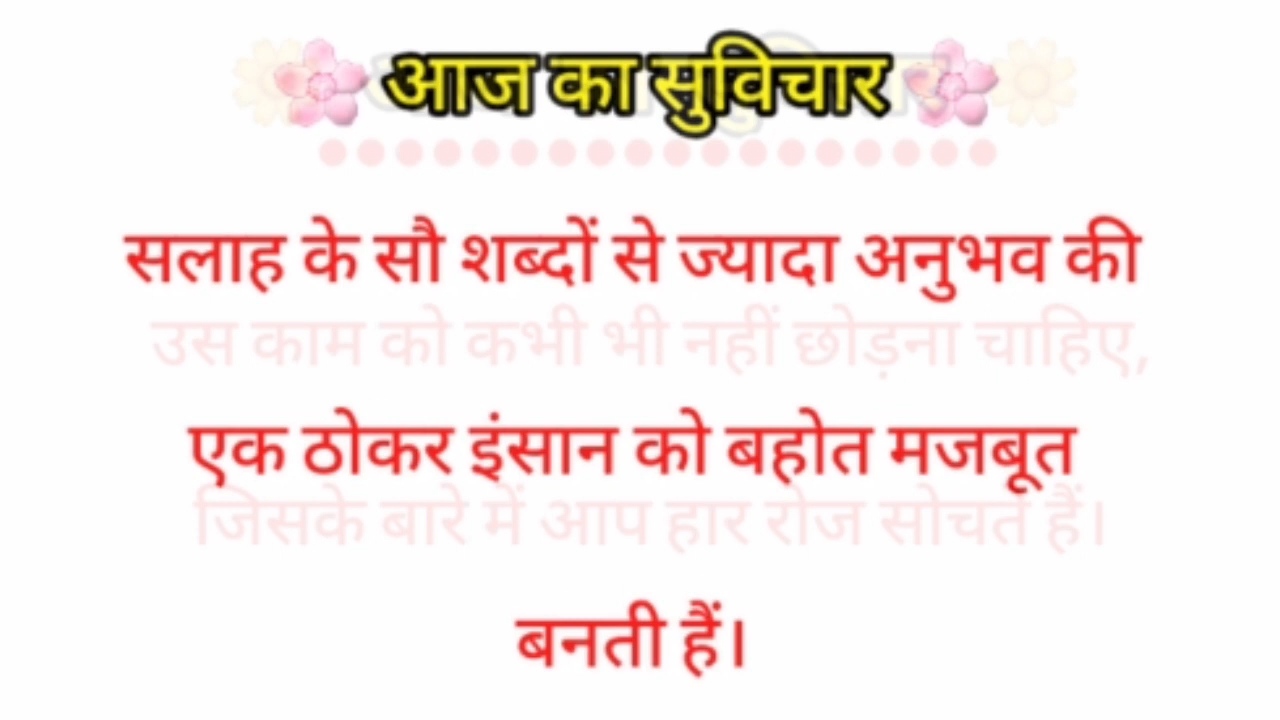 आज का सुविचार
सलाह के सौ शब्दों से ज्यादा अनुभव की
उस काम को कभी भी नहीं छोड़ना चाहिए,
एक ठोकर इंसान को बहोत मजबूत
जिसके बारे में आप हार रोज सोचते हैं।
बनती हैं।